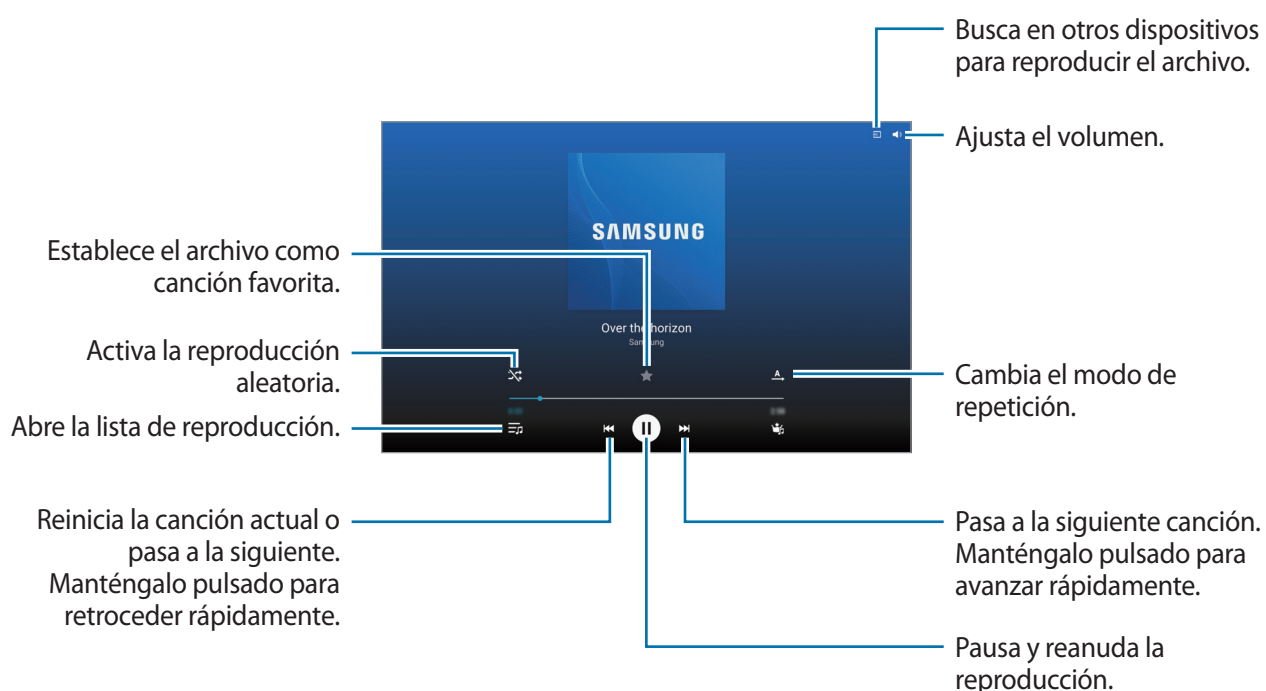 Busca en otros dispositivos
para reproducir el archivo.
Ajusta el volumen.
SAMSUNG
Establece el archivo como
canción favorita.
Over the horizon
Samsung
Activa la reproducción
aleatoria.
A
Cambia el modo de
repetición.
Abre la lista de reproducción.
Reinicia la canción actual o
pasa a la siguiente.
Manténgalo pulsado para
retroceder rápidamente.
Pasa a la siguiente canción.
Manténgalo pulsado para
avanzar rápidamente.
Pausa y reanuda la
reproducción.